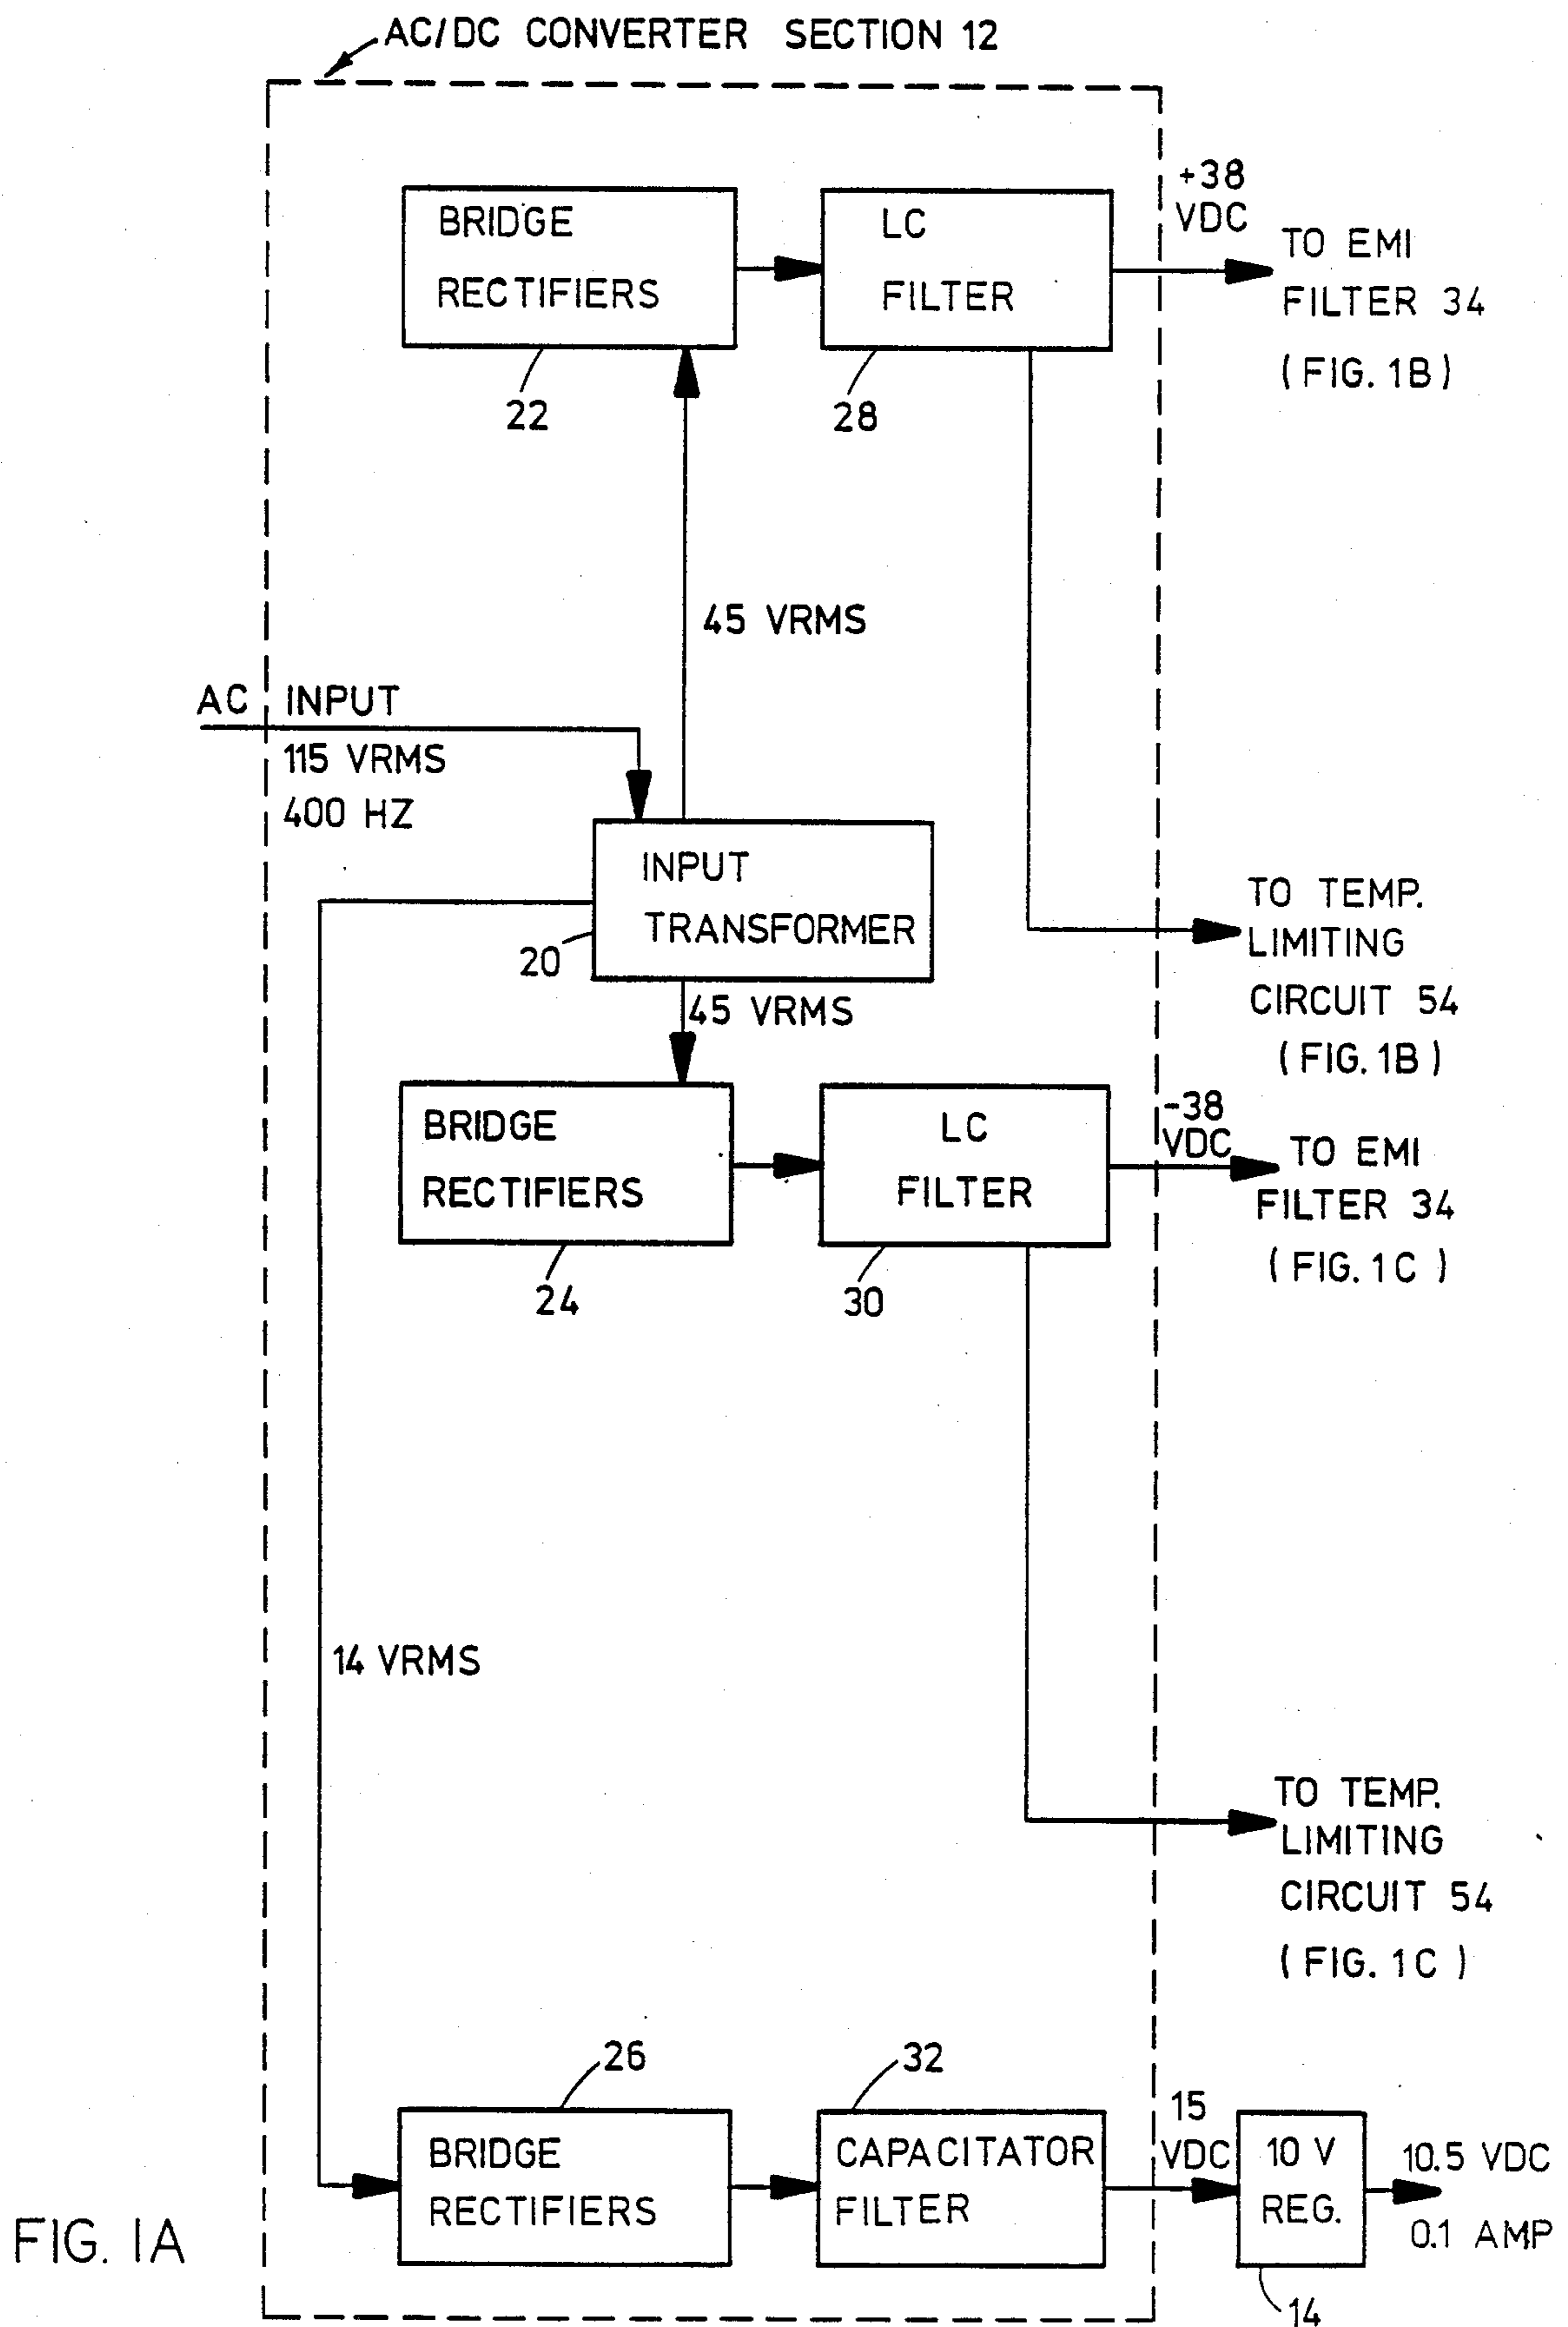 AC/DC CONVERTER SECTION 12
BRIDGE
RECTIFIERS
22
LC
FILTER
28
+38
VDC
TO EMI
FILTER 34
(FIG. 1B)
45 VRMS
AC INPUT
115 VRMS
400 HZ
INPUT
TRANSFORMER
20
TO TEMP.
LIMITING
CIRCUIT 54
(FIG. 1B)
45 VRMS
BRIDGE
RECTIFIERS
24
LC
FILTER
30
-38
VDC
TO EMI
FILTER 34
(FIG. 1C)
14 VRMS
TO TEMP.
LIMITING
CIRCUIT 54
(FIG. 1C)
26
BRIDGE
RECTIFIERS
32
CAPACITATOR
FILTER
15
VDC
10 V
REG.
14
10.5 VDC
0.1 AMP
FIG. 1A